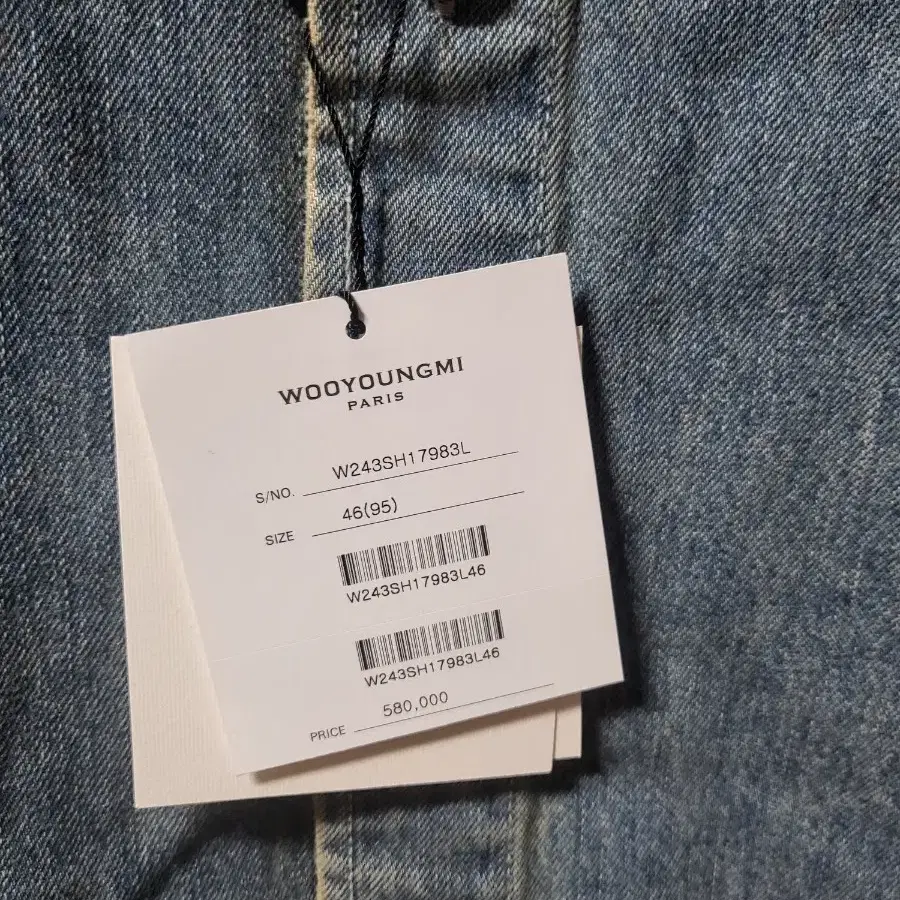 WOOYOUNGMI
PARIS
S/NO. W243SH17983L
SIZE 46(95)
W243SH17983L46
W243SH17983L46
PRICE 580,000